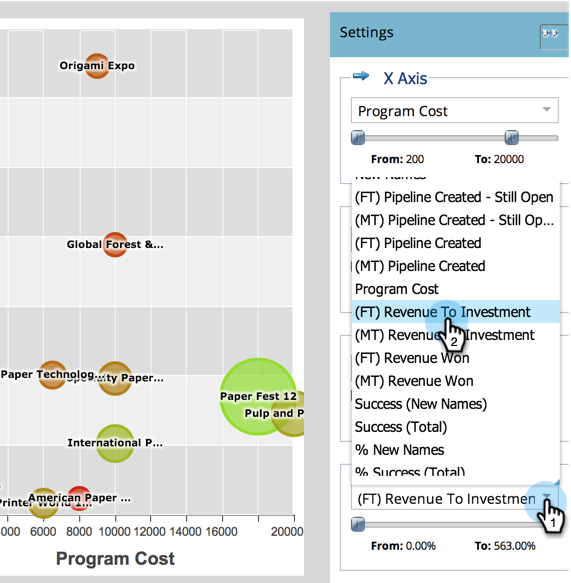 Origami Expo
Global Forest &...
Paper Technolog...
Specialty Paper...
Paper Fest 12
Pulp and P
International P...
American Paper ...
Printer World 1...
6000 8000 10000 12000 14000 16000 20000
Program Cost
Settings
X Axis
Program Cost
From: 200 To: 20000
New Names
(FT) Pipeline Created - Still Open
(MT) Pipeline Created - Still Op...
(FT) Pipeline Created
(MT) Pipeline Created
Program Cost
(FT) Revenue To Investment
(MT) Revenue To Investment
(FT) Revenue Won
(MT) Revenue Won
Success (New Names)
Success (Total)
% New Names
% Success (Total)
(FT) Revenue To Investmen
From: 0.00% To: 563.00%
2
1